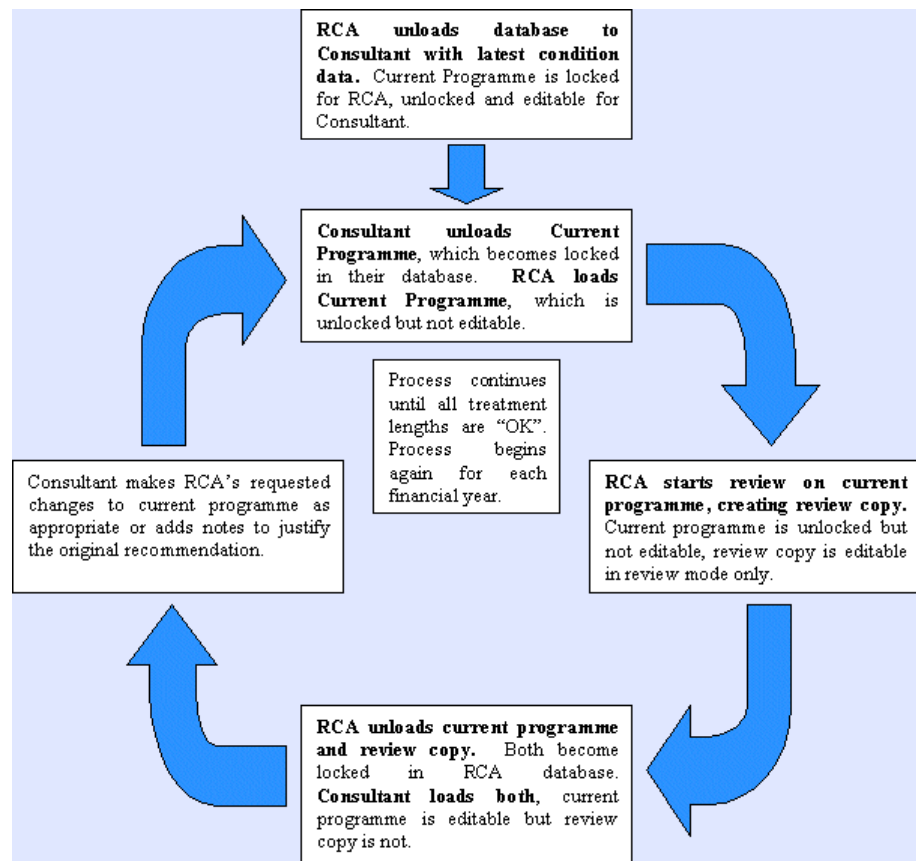 RCA unloads database to
Consultant with latest condition
data. Current Programme is locked
for RCA, unlocked and editable for
Consultant.
Consultant unloads Current
Programme, which becomes locked
in their database. RCA loads
Current Programme, which is
unlocked but not editable.
Process continues
until all treatment
lengths are “OK”.
Process begins
again for each
financial year.
Consultant makes RCA’s requested
changes to current programme as
appropriate or adds notes to justify
the original recommendation.
RCA starts review on current
programme, creating review copy.
Current programme is unlocked but
not editable, review copy is editable
in review mode only.
RCA unloads current programme
and review copy. Both become
locked in RCA database.
Consultant loads both, current
programme is editable but review
copy is not.